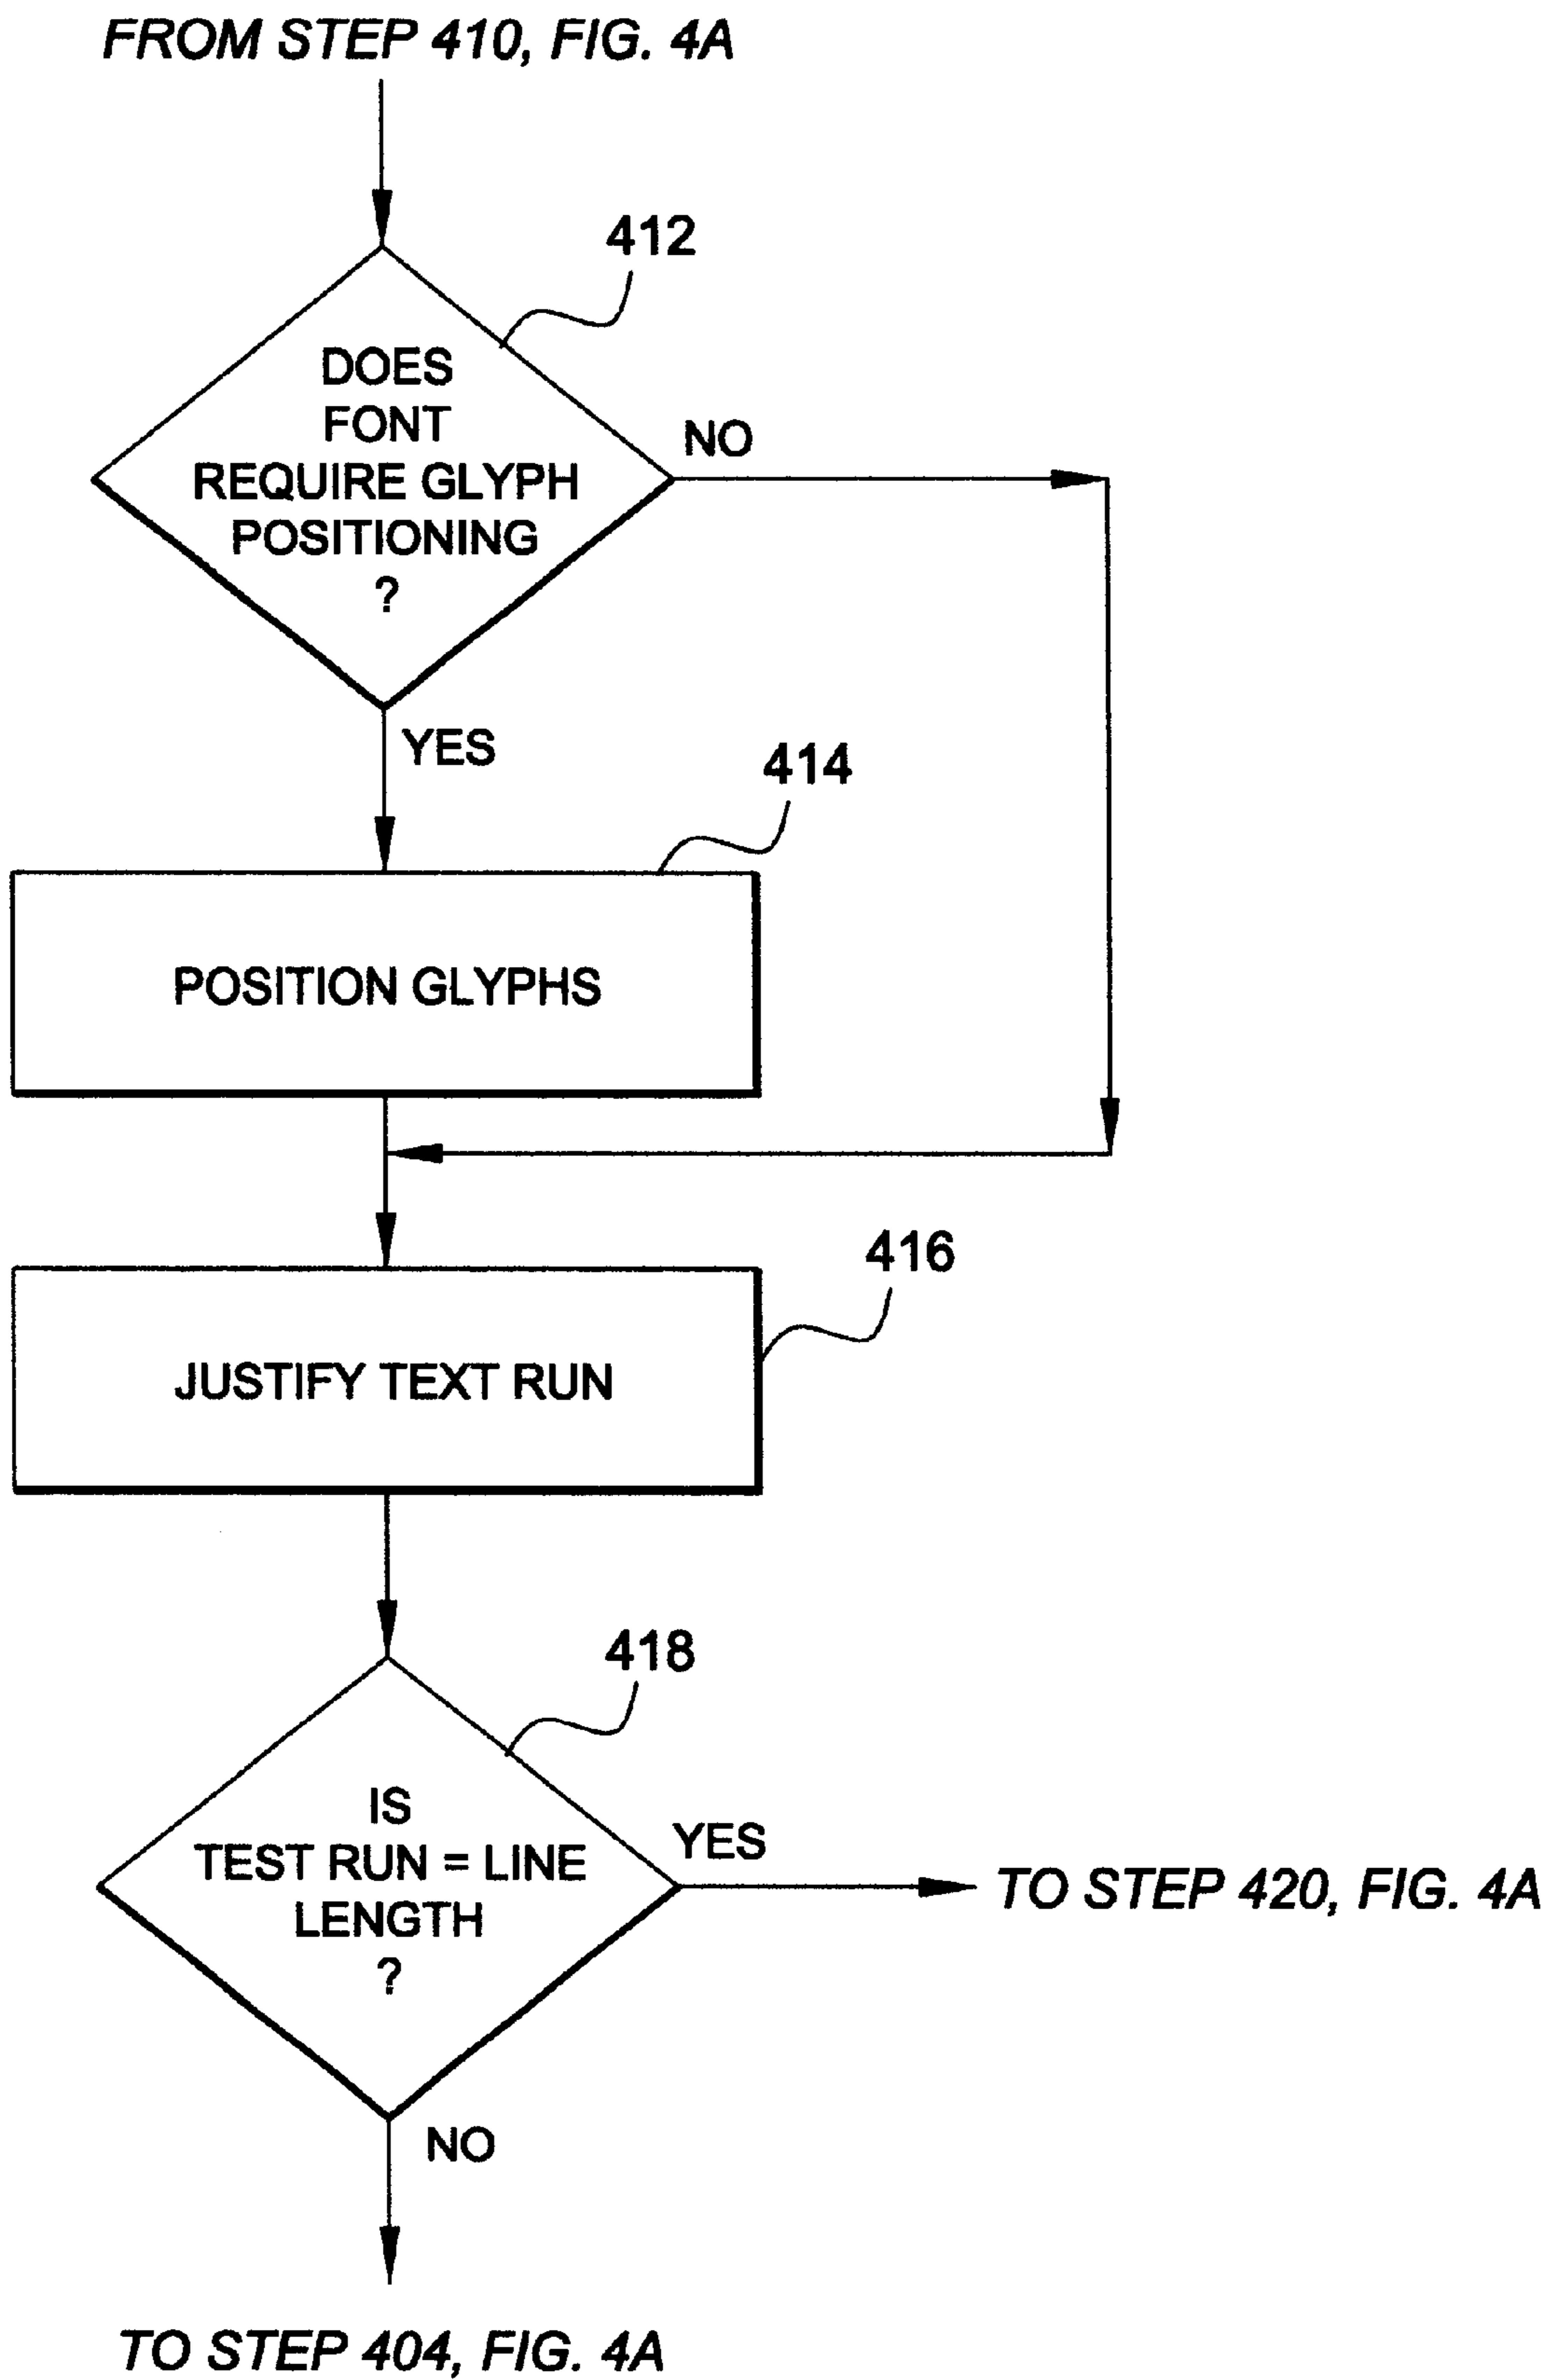 FROM STEP 410, FIG. 4A
412
DOES
FONT
REQUIRE GLYPH
POSITIONING
?
NO
YES
414
POSITION GLYPHS
416
JUSTIFY TEXT RUN
418
IS
TEST RUN = LINE
LENGTH
?
YES
TO STEP 420, FIG. 4A
NO
TO STEP 404, FIG. 4A